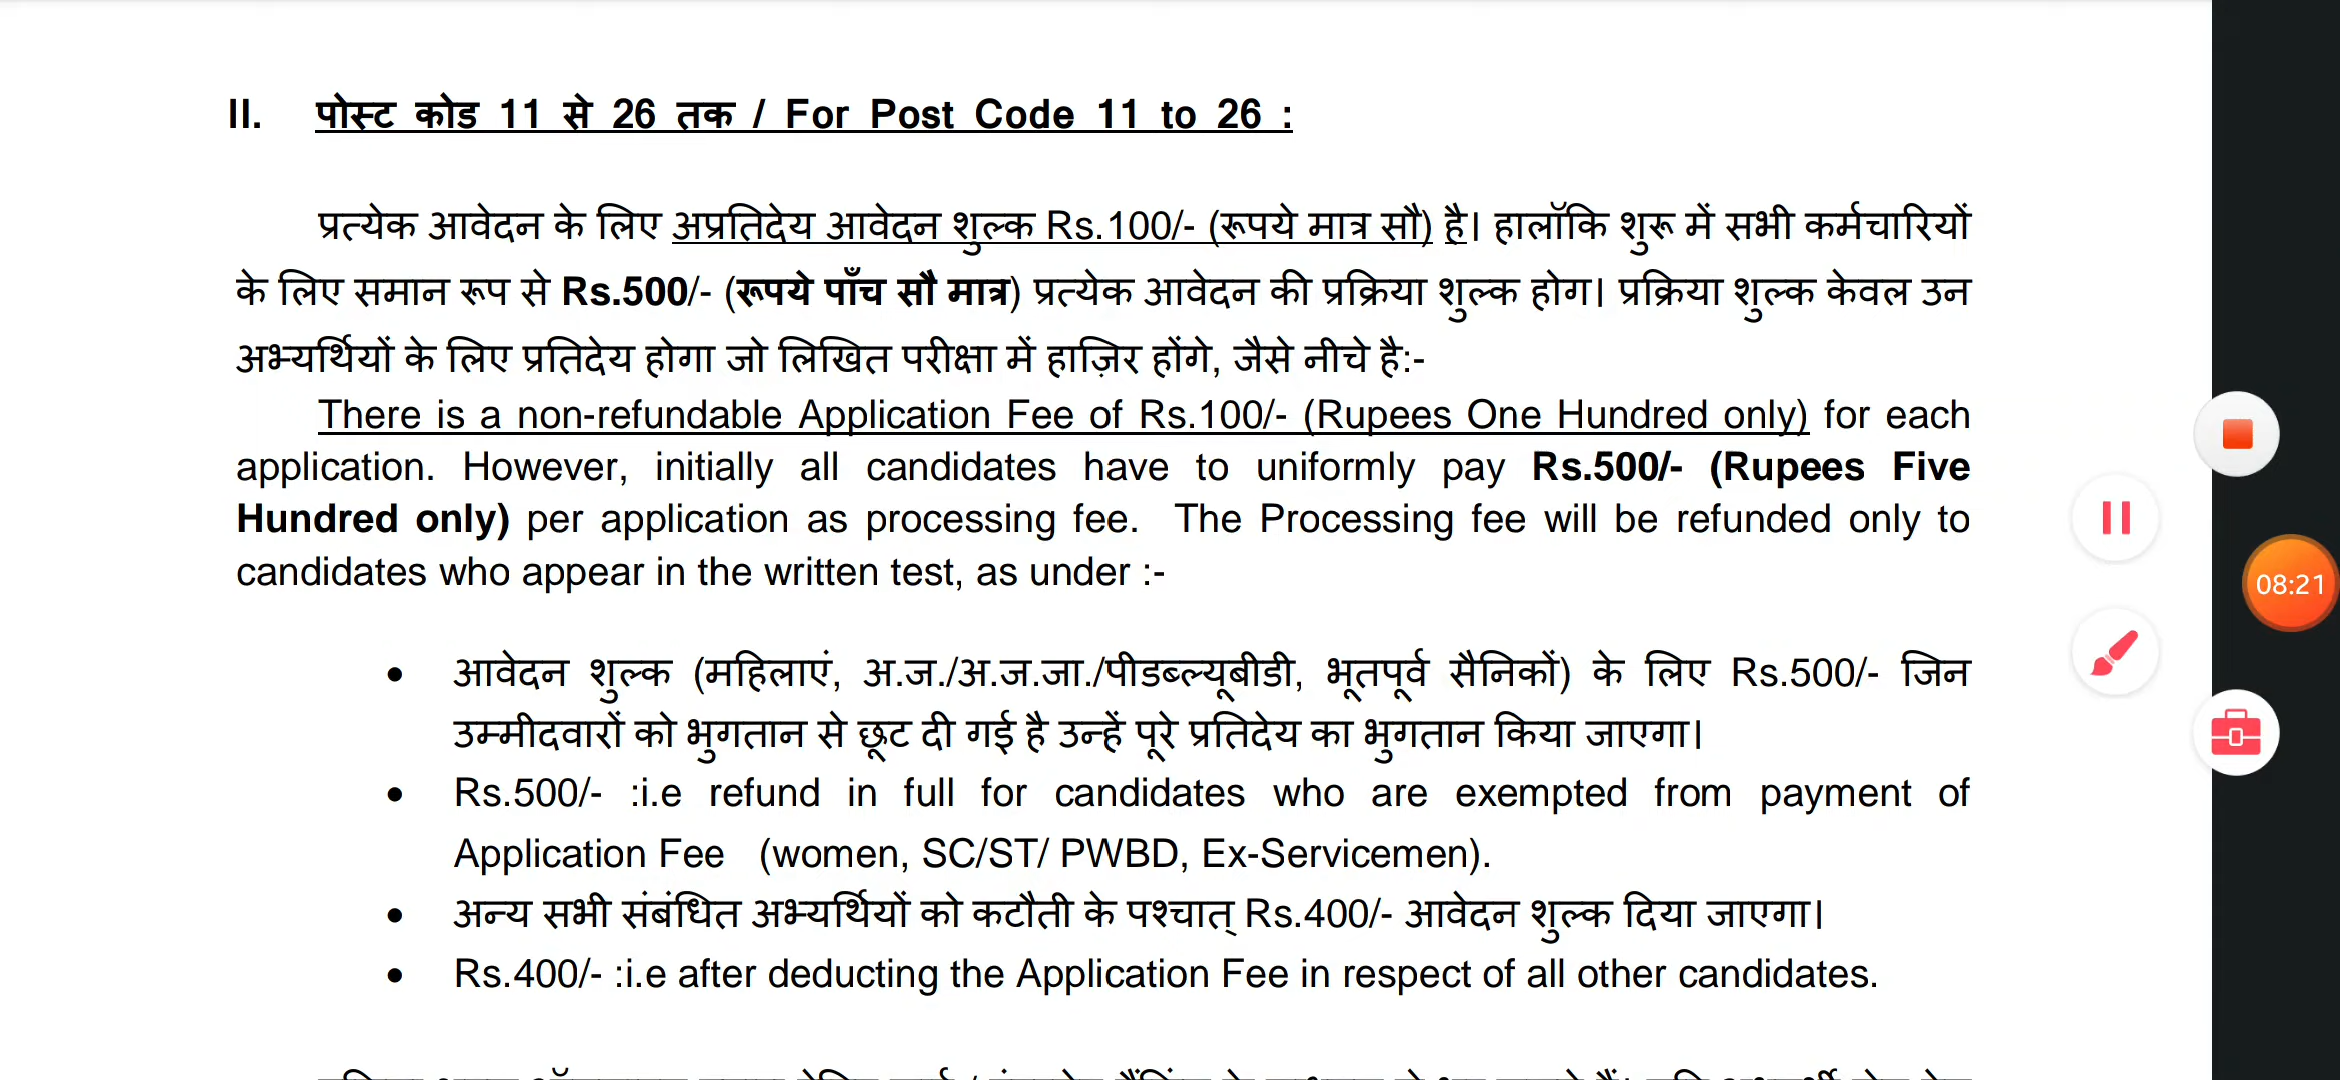 II. पोस्ट कोड 11 से 26 तक / For Post Code 11 to 26 :
प्रत्येक आवेदन के लिए अप्रतिदेय आवेदन शुल्क Rs.100/- (रूपये मात्र सौ) है। हालॉकि शुरू में सभी कर्मचारियों
के लिए समान रूप से Rs.500/- (रूपये पाँच सौ मात्र) प्रत्येक आवेदन की प्रक्रिया शुल्क होग। प्रक्रिया शुल्क केवल उन
अभ्यर्थियों के लिए प्रतिदेय होगा जो लिखित परीक्षा में हाज़िर होंगे, जैसे नीचे है:-
There is a non-refundable Application Fee of Rs.100/- (Rupees One Hundred only) for each
application. However, initially all candidates have to uniformly pay Rs.500/- (Rupees Five
Hundred only) per application as processing fee. The Processing fee will be refunded only to
candidates who appear in the written test, as under :-
• आवेदन शुल्क (महिलाएं, अ.ज./अ.ज.जा./पीडब्ल्यूबीडी, भूतपूर्व सैनिकों) के लिए Rs.500/- जिन
उम्मीदवारों को भुगतान से छूट दी गई है उन्हें पूरे प्रतिदेय का भुगतान किया जाएगा।
• Rs.500/- :i.e refund in full for candidates who are exempted from payment of
Application Fee (women, SC/ST/ PWBD, Ex-Servicemen).
• अन्य सभी संबंधित अभ्यर्थियों को कटौती के पश्चात् Rs.400/- आवेदन शुल्क दिया जाएगा।
• Rs.400/- :i.e after deducting the Application Fee in respect of all other candidates.
08:21